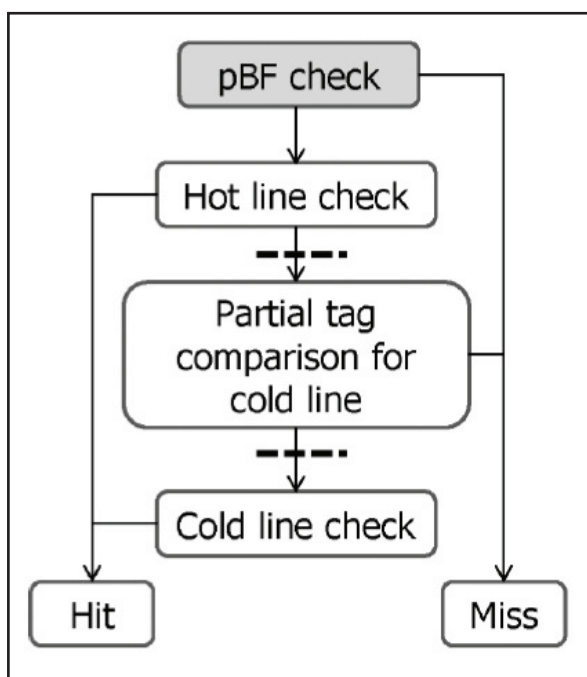 pBF check
Hot line check
Partial tag
comparison for
cold line
Cold line check
Hit
Miss